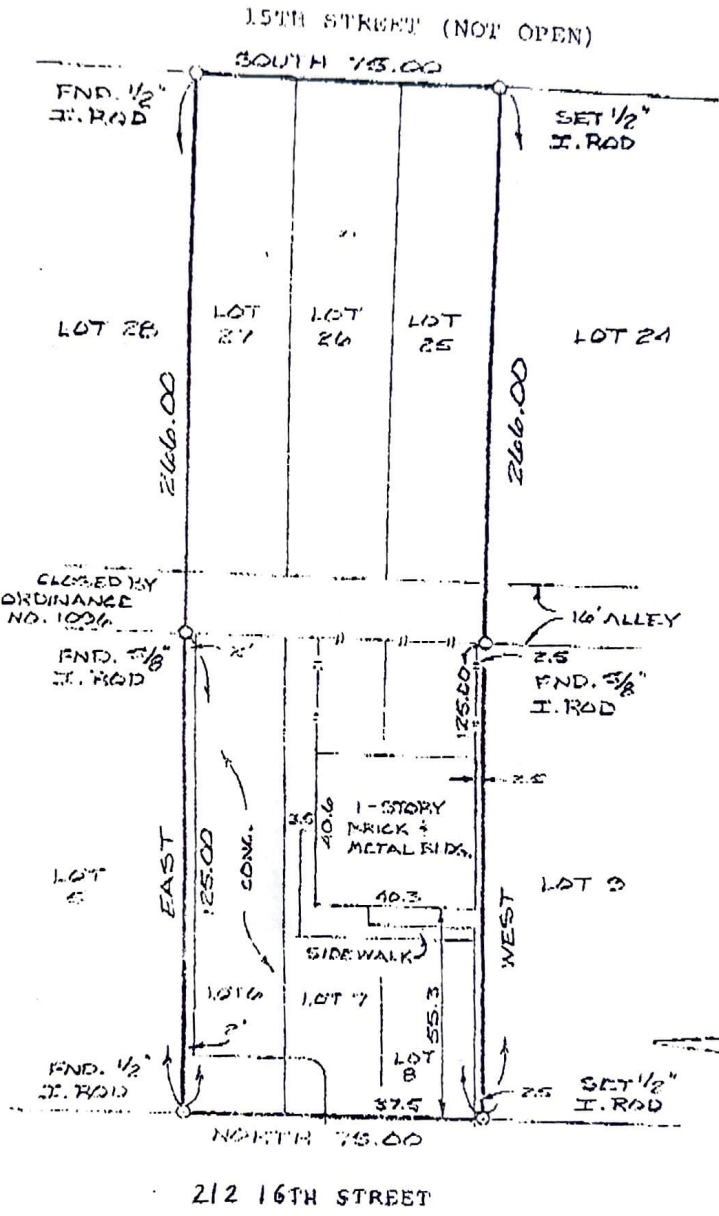 15TH STREET (NOT OPEN)
SOUTH 75.00
FND. 1/2"
I. ROD
SET 1/2"
I. ROD
LOT 28
LOT
27
LOT
26
LOT
25
LOT 24
266.00
266.00
CLOSED BY
ORDINANCE
NO. 1096
16' ALLEY
FND. 5/8"
I. ROD
2'
2.5
FND. 5/8"
I. ROD
125.00
2.5
1-STORY
BRICK &
METAL BLDG.
3.5
40.6
CONC.
125.00
EAST
LOT
5
40.3
LOT 9
WEST
SIDEWALK
LOT 6
LOT 7
55.3
2'
LOT
8
FND. 1/2"
I. ROD
37.5
2.5
SET 1/2"
I. ROD
NORTH 75.00
212 16TH STREET